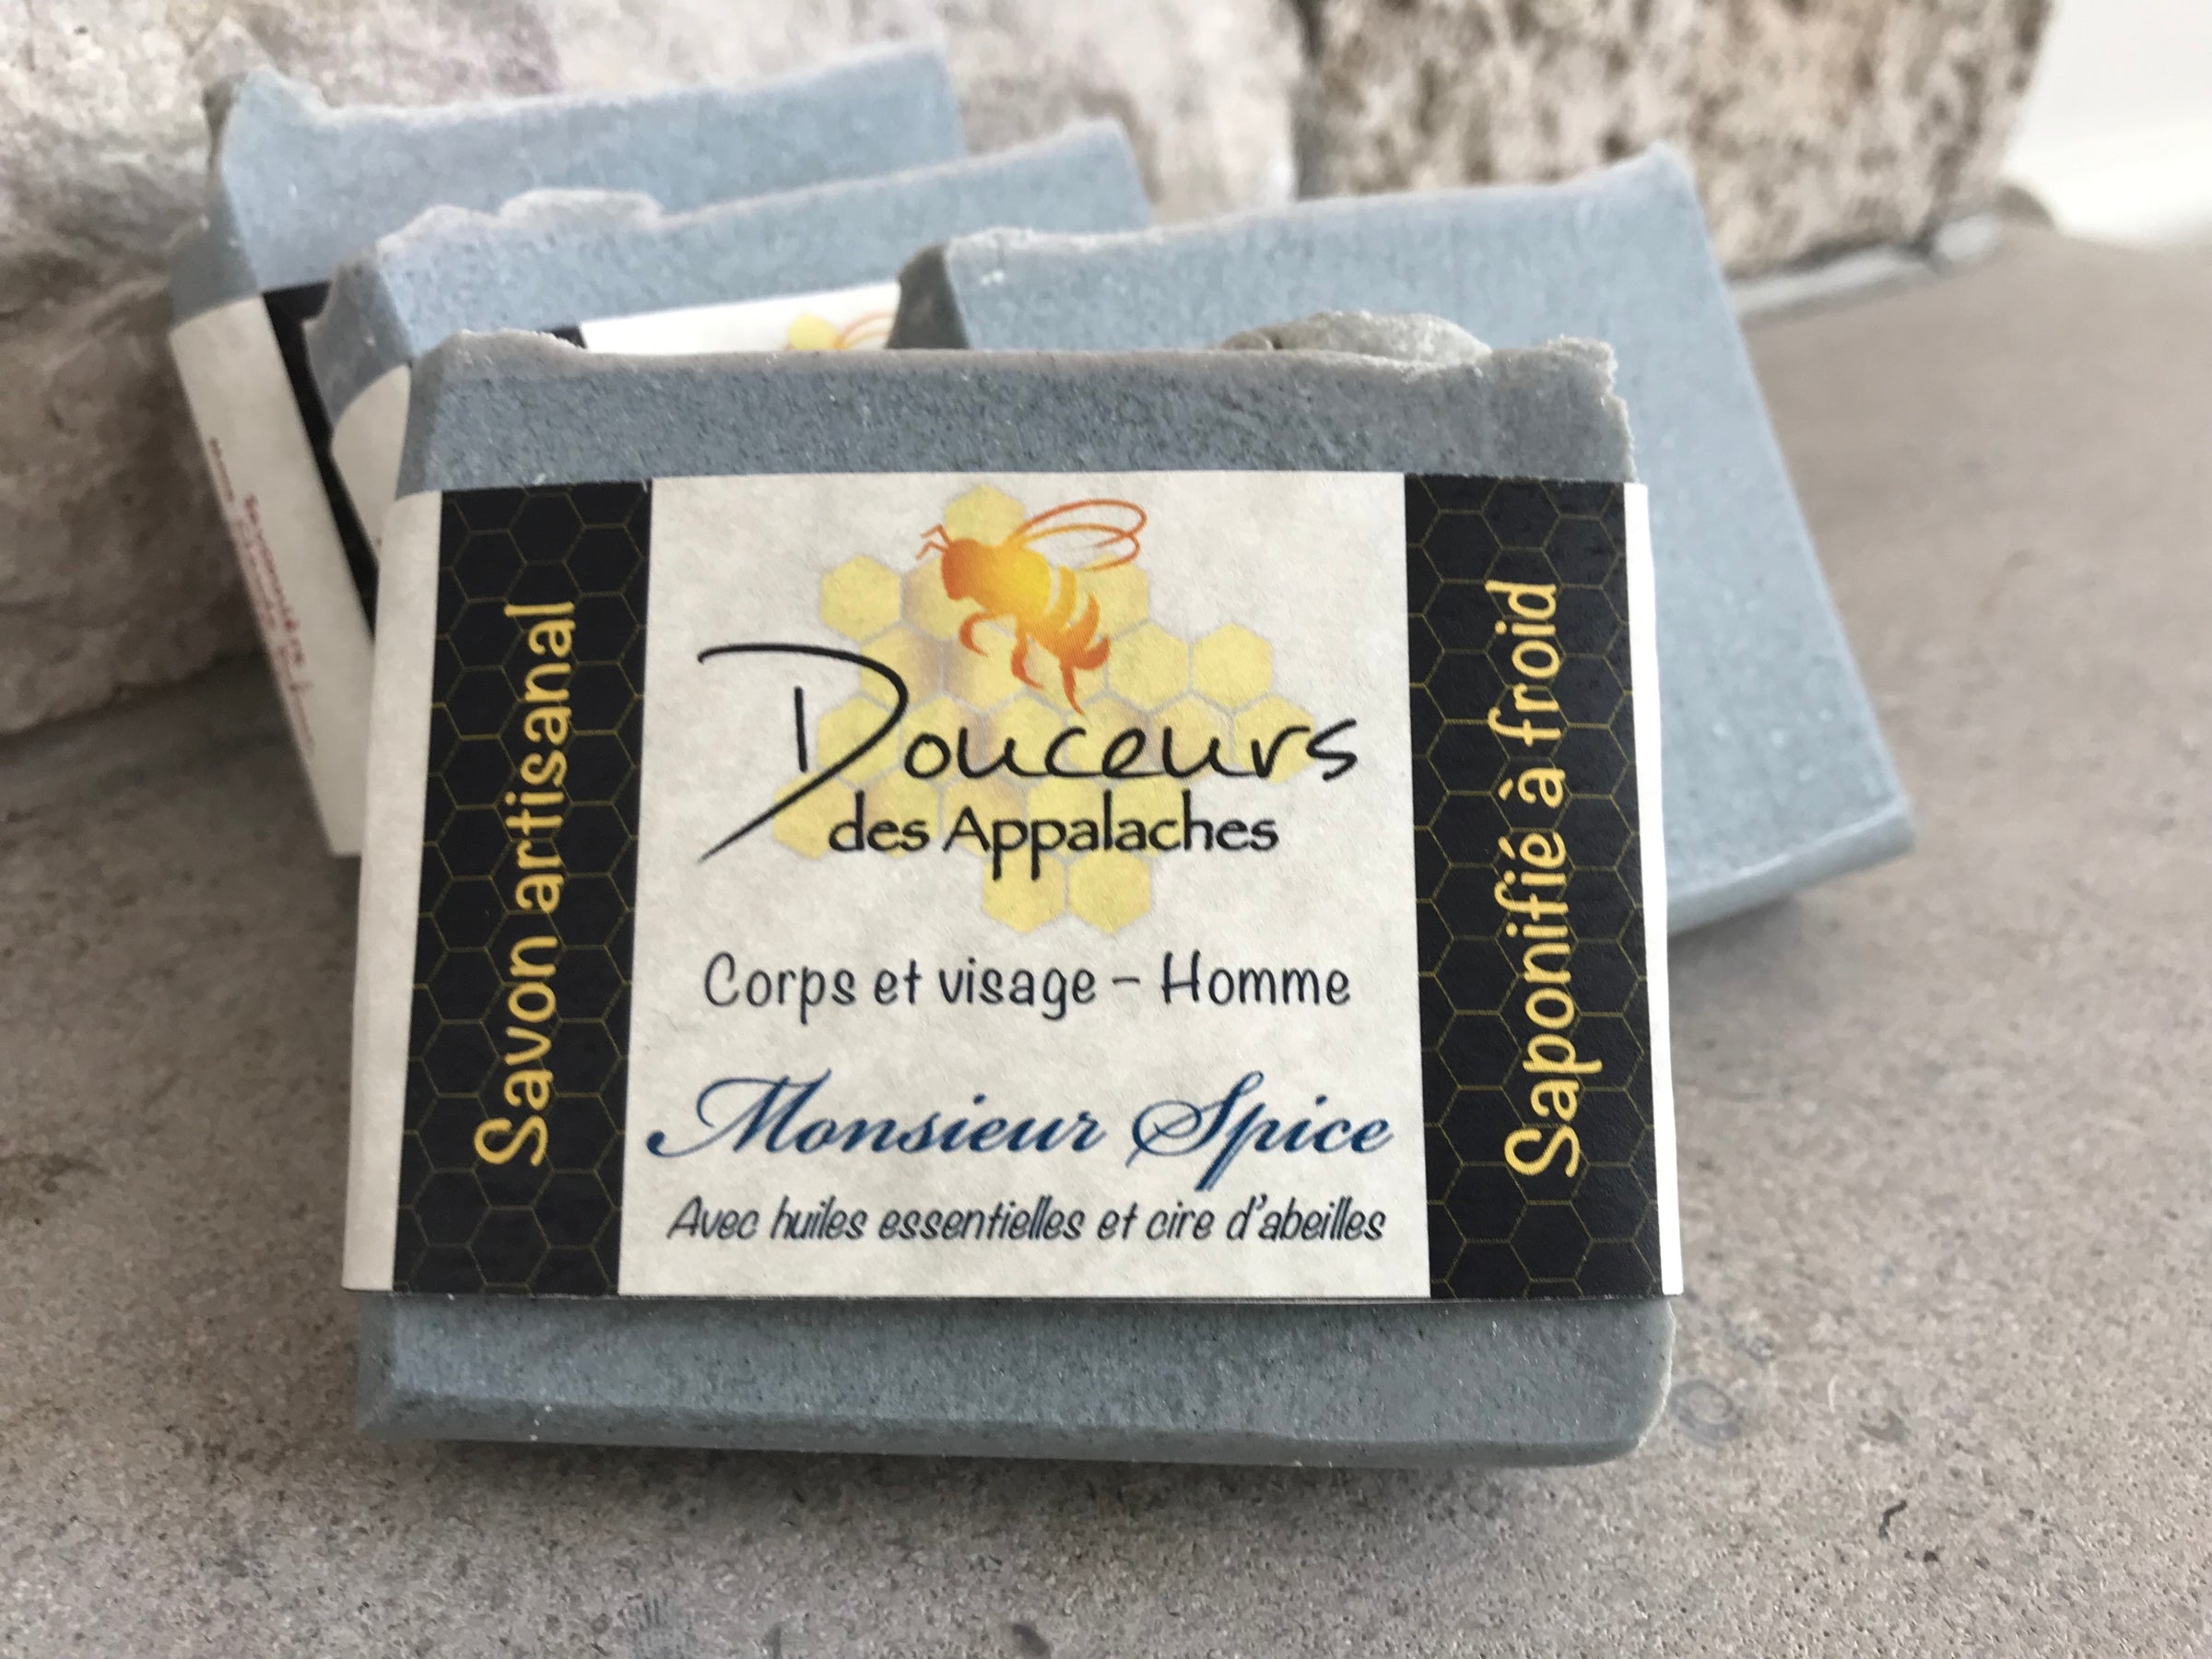 Savon artisanal
Douceurs
des Appalaches
Corps et visage – Homme
Monsieur Spice
Avec huiles essentielles et cire d'abeilles
Saponifié à froid